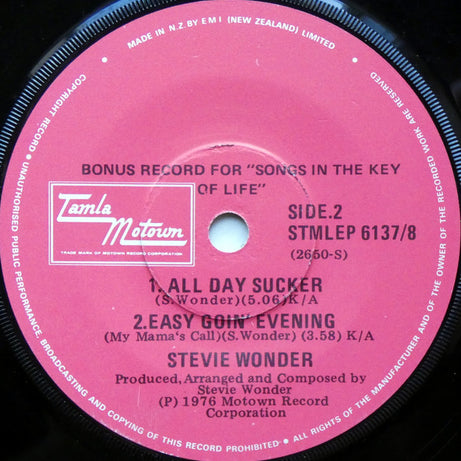 MADE IN N.Z. BY E M I (NEW ZEALAND) LIMITED
COPYRIGHT RECORD • UNAUTHORISED PUBLIC PERFORMANCE, BROADCASTING AND COPYING OF THIS RECORD PROHIBITED • ALL RIGHTS OF THE MANUFACTURER AND OF THE OWNER OF THE RECORDED WORK ARE RESERVED
BONUS RECORD FOR "SONGS IN THE KEY
OF LIFE"
Tamla
Motown
TRADE MARK OF MOTOWN RECORD CORPORATION
SIDE.2
STMLEP 6137/8
(2650-S)
1. ALL DAY SUCKER
(S.Wonder)(5.06)K/A
2.EASY GOIN' EVENING
(My Mama's Call)(S.Wonder) (3.58) K/A
STEVIE WONDER
Produced, Arranged and Composed by
Stevie Wonder
(P) 1976 Motown Record
Corporation